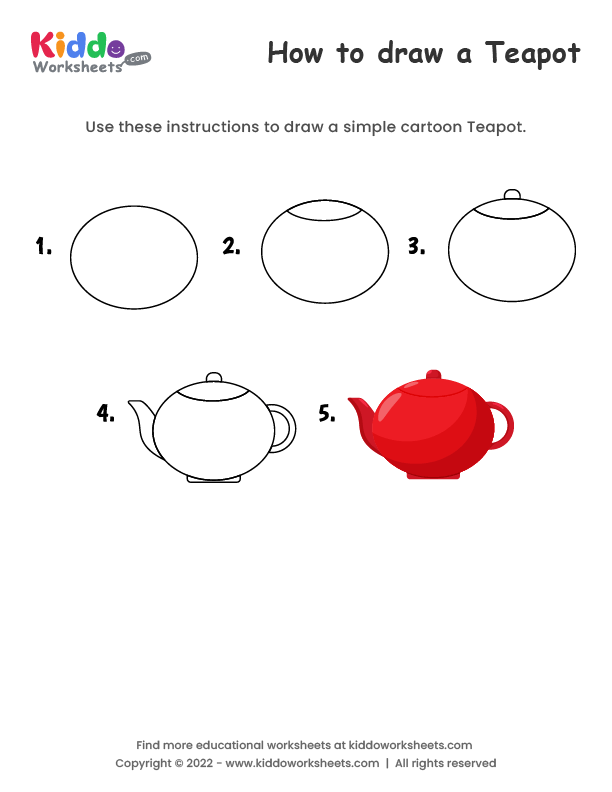 Kiddo
Worksheets .com
How to draw a Teapot
Use these instructions to draw a simple cartoon Teapot.
1. 2. 3.
4. 5.
Find more educational worksheets at kiddoworksheets.com
Copyright © 2022 - www.kiddoworksheets.com | All rights reserved